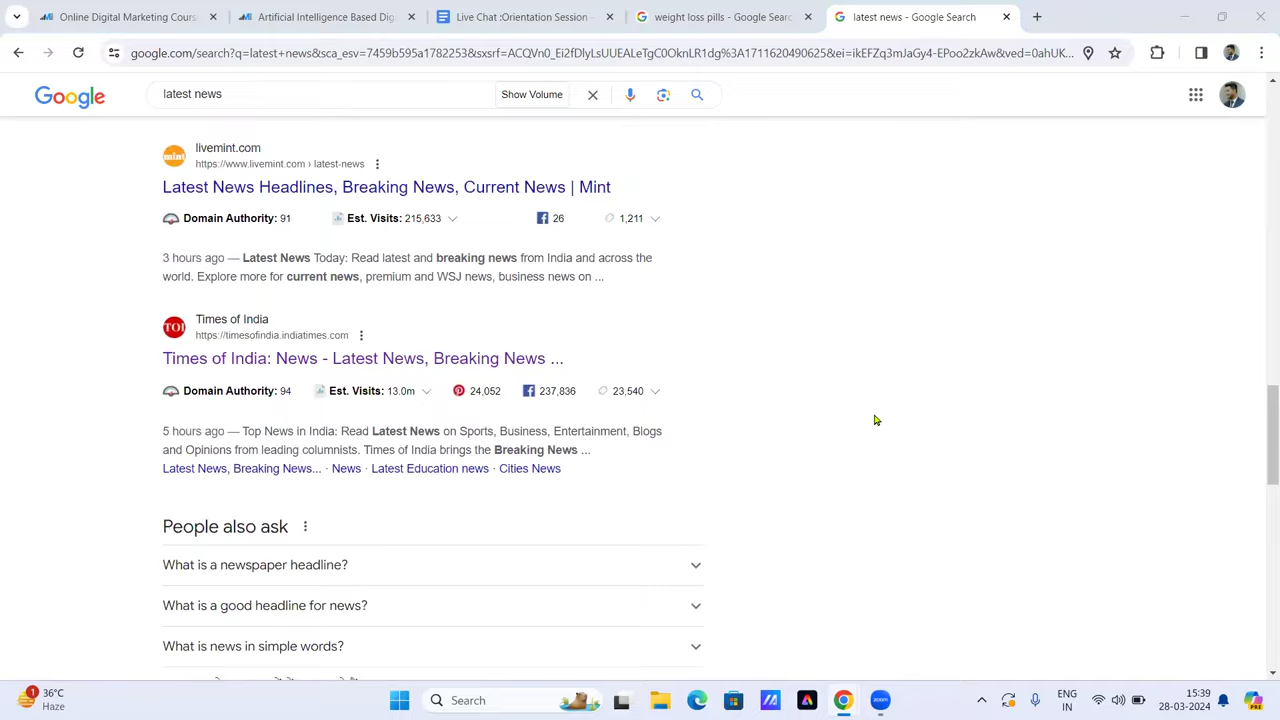 Online Digital Marketing Cours
Artificial Intelligence Based Digi
Live Chat :Orientation Session -
weight loss pills - Google Search
latest news - Google Search
google.com/search?q=latest+news&sca_esv=7459b595a1782253&sxsrf=ACQVn0_Ei2fDlyLsUUEALeTgC0OknLR1dg%3A1711620490625&ei=ikEFZq3mJaGy4-EPoo2zkAw&ved=0ahUK...
Google
latest news
Show Volume
mint
livemint.com
https://www.livemint.com › latest-news
Latest News Headlines, Breaking News, Current News | Mint
Domain Authority: 91 Est. Visits: 215,633 26 1,211
3 hours ago — Latest News Today: Read latest and breaking news from India and across the
world. Explore more for current news, premium and WSJ news, business news on ...
TOI
Times of India
https://timesofindia.indiatimes.com
Times of India: News - Latest News, Breaking News ...
Domain Authority: 94 Est. Visits: 13.0m 24,052 237,836 23,540
5 hours ago — Top News in India: Read Latest News on Sports, Business, Entertainment, Blogs
and Opinions from leading columnists. Times of India brings the Breaking News ...
Latest News, Breaking News... · News · Latest Education news · Cities News
People also ask
What is a newspaper headline?
What is a good headline for news?
What is news in simple words?
1
36°C
Haze
Search
ENG
IN
15:39
28-03-2024
PRE